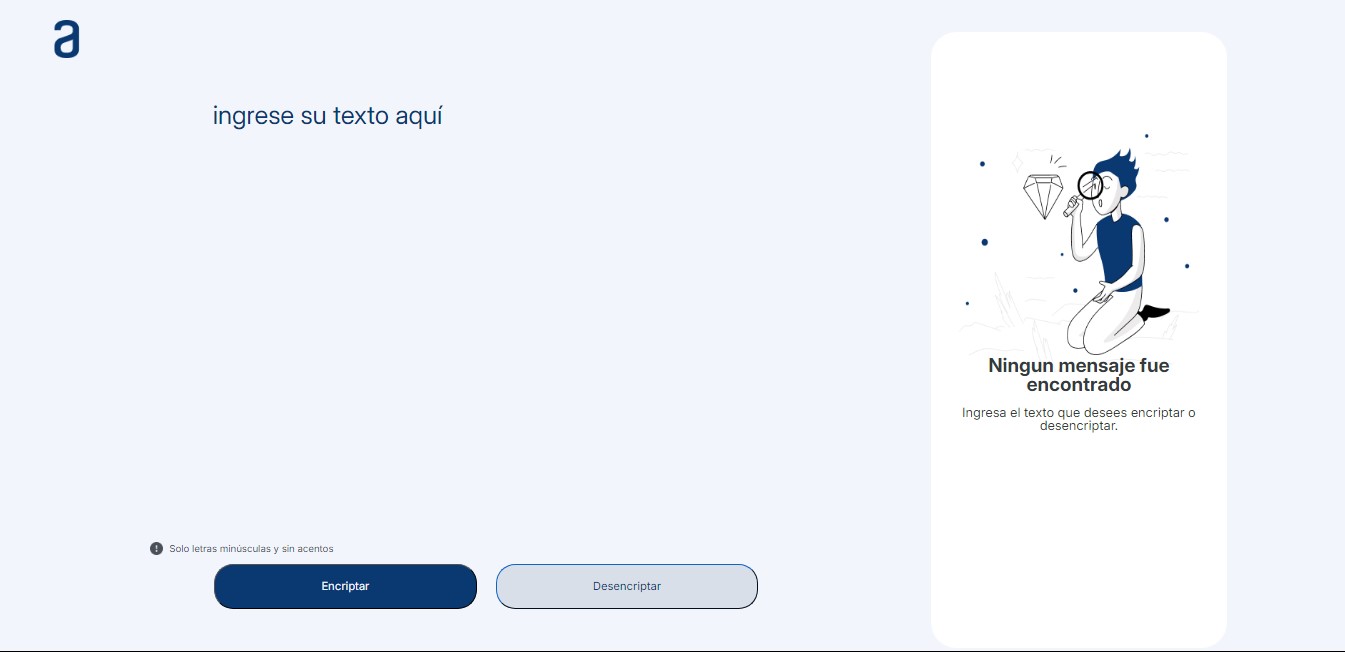 a
ingrese su texto aquí
Ningun mensaje fue
encontrado
Ingresa el texto que desees encriptar o
desencriptar.
! Solo letras minúsculas y sin acentos
Encriptar
Desencriptar